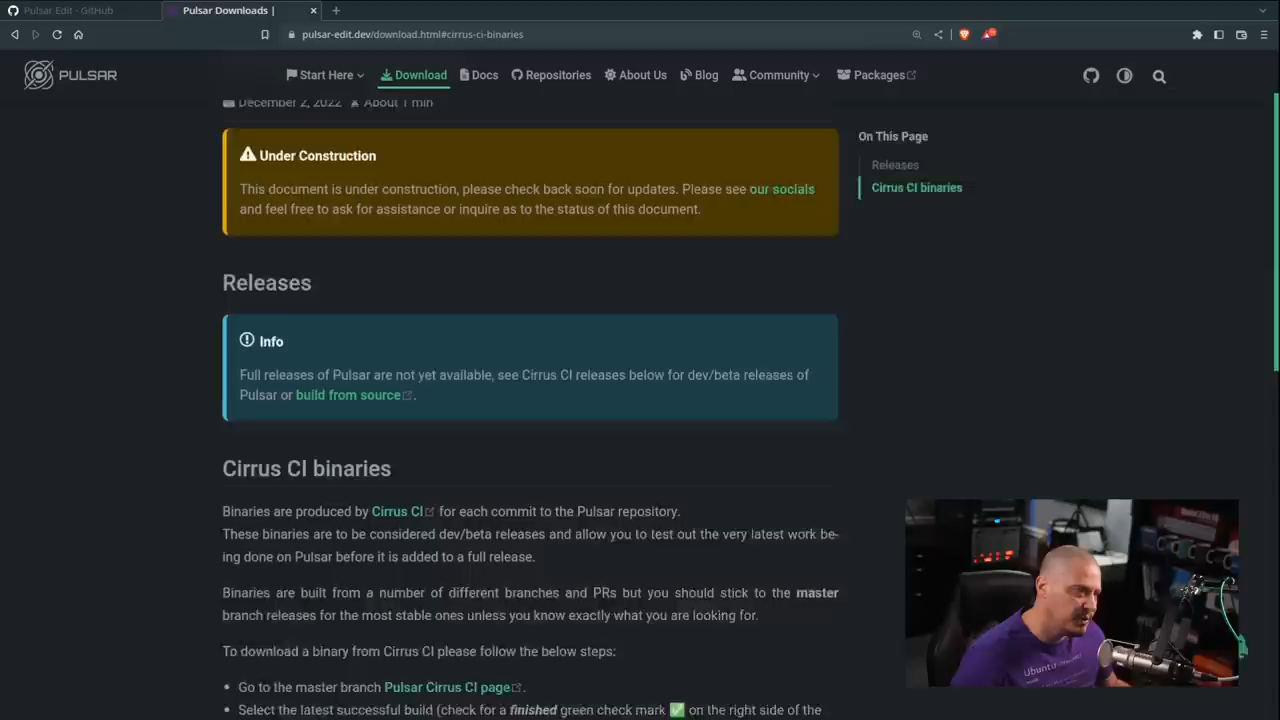 Pulsar Edit · GitHub
Pulsar Downloads |
pulsar-edit.dev/download.html#cirrus-ci-binaries
PULSAR
Start Here
Download
Docs
Repositories
About Us
Blog
Community
Packages
December 2, 2022 About 1 min
Under Construction
This document is under construction, please check back soon for updates. Please see our socials
and feel free to ask for assistance or inquire as to the status of this document.
On This Page
Releases
Cirrus CI binaries
Releases
Info
Full releases of Pulsar are not yet available, see Cirrus CI releases below for dev/beta releases of
Pulsar or build from source.
Cirrus CI binaries
Binaries are produced by Cirrus CI for each commit to the Pulsar repository.
These binaries are to be considered dev/beta releases and allow you to test out the very latest work be-
ing done on Pulsar before it is added to a full release.
Binaries are built from a number of different branches and PRs but you should stick to the master
branch releases for the most stable ones unless you know exactly what you are looking for.
To download a binary from Cirrus CI please follow the below steps:
• Go to the master branch Pulsar Cirrus CI page.
• Select the latest successful build (check for a finished green check mark ✅ on the right side of the
Ubuntu